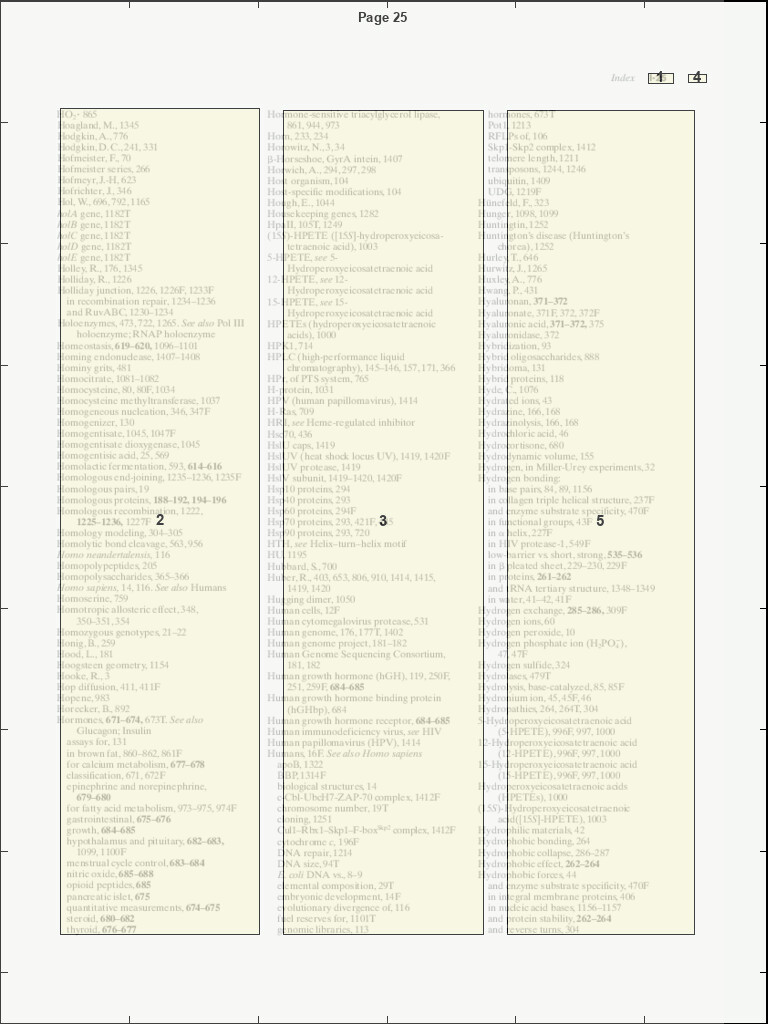 Page 25
Index
1
4
HO₂· 865
Hoagland, M., 1345
Hodgkin, A., 776
Hodgkin, D.C., 241, 331
Hofmeister, F., 70
Hofmeister series, 266
Hofmeyr, J.-H, 623
Hofrichter, J., 346
Hol, W., 696, 792, 1165
holA gene, 1182T
holB gene, 1182T
holC gene, 1182T
holD gene, 1182T
holE gene, 1182T
Holley, R., 176, 1345
Holliday, R., 1226
Holliday junction, 1226, 1226F, 1233F
in recombination repair, 1234–1236
and RuvABC, 1230–1234
Holoenzymes, 473, 722, 1265. See also Pol III
holoenzyme; RNAP holoenzyme
Homeostasis, 619–620, 1096–1101
Homing endonuclease, 1407–1408
Hominy grits, 481
Homocitrate, 1081–1082
Homocysteine, 80, 80F, 1034
Homocysteine methyltransferase, 1037
Homogeneous nucleation, 346, 347F
Homogenizer, 130
Homogentisate, 1045, 1047F
Homogentisate dioxygenase, 1045
Homogentisic acid, 25, 569
Homolactic fermentation, 593, 614–616
Homologous end-joining, 1235–1236, 1235F
Homologous pairs, 19
Homologous proteins, 188–192, 194–196
Homologous recombination, 1222,
1225–1236, 1227F
2
Homology modeling, 304–305
Homolytic bond cleavage, 563, 956
Homo neandertalensis, 116
Homopolypeptides, 205
Homopolysaccharides, 365–366
Homo sapiens, 14, 116. See also Humans
Homoserine, 759
Homotropic allosteric effect, 348,
350–351, 354
Homozygous genotypes, 21–22
Honig, B., 259
Hood, L., 181
Hoogsteen geometry, 1154
Hooke, R., 3
Hop diffusion, 411, 411F
Hopene, 983
Horecker, B., 892
Hormones, 671–674, 673T. See also
Glucagon; Insulin
assays for, 131
in brown fat, 860–862, 861F
for calcium metabolism, 677–678
classification, 671, 672F
epinephrine and norepinephrine,
679–680
for fatty acid metabolism, 973–975, 974F
gastrointestinal, 675–676
growth, 684–685
hypothalamus and pituitary, 682–683,
1099, 1100F
menstrual cycle control, 683–684
nitric oxide, 685–688
opioid peptides, 685
pancreatic islet, 675
quantitative measurements, 674–675
steroid, 680–682
thyroid, 676–677
Hormone-sensitive triacylglycerol lipase,
861, 944, 973
Horn, 233, 234
Horowitz, N., 3, 34
β-Horseshoe, GyrA intein, 1407
Horwich, A., 294, 297, 298
Host organism, 104
Host-specific modifications, 104
Hough, E., 1044
Housekeeping genes, 1282
HpaII, 105T, 1249
(15S)-HPETE ([15S]-hydroperoxyeicosa-
tetraenoic acid), 1003
5-HPETE, see 5-
Hydroperoxyeicosatetraenoic acid
12-HPETE, see 12-
Hydroperoxyeicosatetraenoic acid
15-HPETE, see 15-
Hydroperoxyeicosatetraenoic acid
HPETEs (hydroperoxyeicosatetraenoic
acids), 1000
HPK1, 714
HPLC (high-performance liquid
chromatography), 145–146, 157, 171, 366
HPr, of PTS system, 765
H-protein, 1031
HPV (human papillomavirus), 1414
H-Ras, 709
HRI, see Heme-regulated inhibitor
Hsc70, 436
HslU caps, 1419
HslUV (heat shock locus UV), 1419, 1420F
HslUV protease, 1419
HslV subunit, 1419–1420, 1420F
Hsp10 proteins, 294
Hsp40 proteins, 293
Hsp60 proteins, 294F
Hsp70 proteins, 293, 421F,
3
Hsp90 proteins, 293, 720
HTH, see Helix–turn–helix motif
HU, 1195
Hubbard, S., 700
Huber, R., 403, 653, 806, 910, 1414, 1415,
1419, 1420
Hugging dimer, 1050
Human cells, 12F
Human cytomegalovirus protease, 531
Human genome, 176, 177T, 1402
Human genome project, 181–182
Human Genome Sequencing Consortium,
181, 182
Human growth hormone (hGH), 119, 250F,
251, 259F, 684–685
Human growth hormone binding protein
(hGHbp), 684
Human growth hormone receptor, 684–685
Human immunodeficiency virus, see HIV
Human papillomavirus (HPV), 1414
Humans, 16F. See also Homo sapiens
apoB, 1322
BBP, 1314F
biological structures, 14
c-Cbl–UbcH7–ZAP-70 complex, 1412F
chromosome number, 19T
cloning, 1251
Cul1–Rbx1–Skp1–F-boxSkp2 complex, 1412F
cytochrome c, 196F
DNA repair, 1214
DNA size, 94T
E. coli DNA vs., 8–9
elemental composition, 29T
embryonic development, 14F
evolutionary divergence of, 116
fuel reserves for, 1101T
genomic libraries, 113
hormones, 673T
Pot1, 1213
RFLPs of, 106
Skp1-Skp2 complex, 1412
telomere length, 1211
transposons, 1244, 1246
ubiquitin, 1409
UDG, 1219F
Hünefeld, F., 323
Hunger, 1098, 1099
Huntingtin, 1252
Huntington's disease (Huntington's
chorea), 1252
Hurley, T., 646
Hurwitz, J., 1265
Huxley, A., 776
Hwang, P., 431
Hyaluronan, 371–372
Hyaluronate, 371F, 372, 372F
Hyaluronic acid, 371–372, 375
Hyaluronidase, 372
Hybridization, 93
Hybrid oligosaccharides, 888
Hybridoma, 131
Hybrid proteins, 118
Hyde, C., 1076
Hydrated ions, 43
Hydrazine, 166, 168
Hydrazinolysis, 166, 168
Hydrochloric acid, 46
Hydrocortisone, 680
Hydrodynamic volume, 155
Hydrogen, in Miller-Urey experiments, 32
Hydrogen bonding:
in base pairs, 84, 89, 1156
in collagen triple helical structure, 237F
and enzyme substrate specificity, 470F
in functional groups, 43F
5
in α helix, 227F
in HIV protease-1, 549F
low-barrier vs. short, strong, 535–536
in β pleated sheet, 229–230, 229F
in proteins, 261–262
and tRNA tertiary structure, 1348–1349
in water, 41–42, 41F
Hydrogen exchange, 285–286, 309F
Hydrogen ions, 60
Hydrogen peroxide, 10
Hydrogen phosphate ion (H₂PO₄⁻),
47, 47F
Hydrogen sulfide, 324
Hydrolases, 479T
Hydrolysis, base-catalyzed, 85, 85F
Hydronium ion, 45, 45F, 46
Hydropathies, 264, 264T, 304
5-Hydroperoxyeicosatetraenoic acid
(5-HPETE), 996F, 997, 1000
12-Hydroperoxyeicosatetraenoic acid
(12-HPETE), 996F, 997, 1000
15-Hydroperoxyeicosatetraenoic acid
(15-HPETE), 996F, 997, 1000
Hydroperoxyeicosatetraenoic acids
(HPETEs), 1000
(15S)-Hydroperoxyeicosatetraenoic
acid([15S]-HPETE), 1003
Hydrophilic materials, 42
Hydrophobic bonding, 264
Hydrophobic collapse, 286–287
Hydrophobic effect, 262–264
Hydrophobic forces, 44
and enzyme substrate specificity, 470F
in integral membrane proteins, 406
in nucleic acid bases, 1156–1157
and protein stability, 262–264
and reverse turns, 304